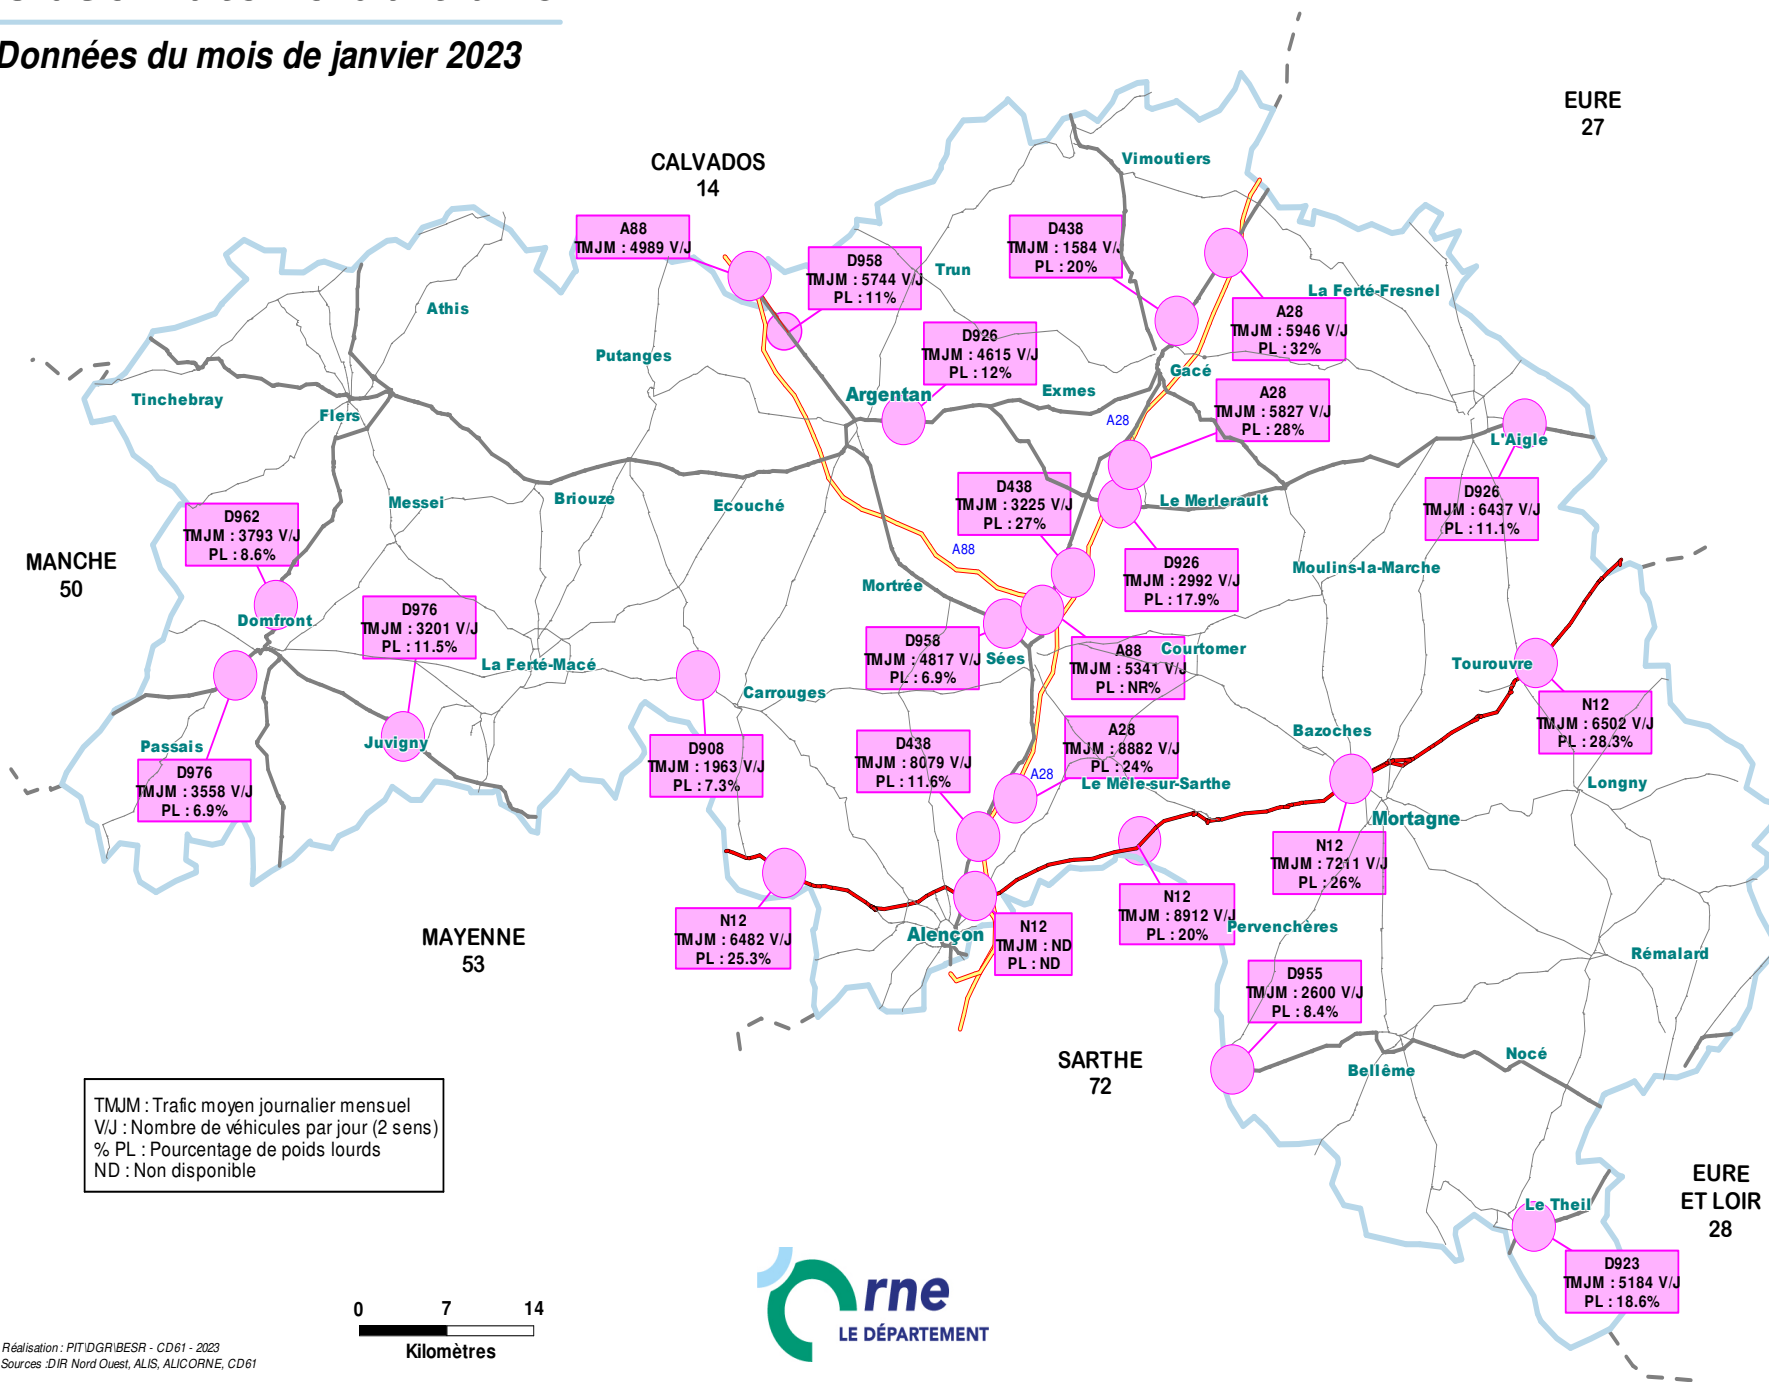 Données du mois de janvier 2023
EURE
27
CALVADOS
14
Vimoutiers
A88
TMJM : 4989 V/J
D958
TMJM : 5744 V/J
PL : 11%
Trun
D438
TMJM : 1584 V/J
PL : 20%
La Ferté-Fresnel
A28
TMJM : 5946 V/J
PL : 32%
Athis
Putanges
D926
TMJM : 4615 V/J
PL : 12%
Gacé
Exmes
Argentan
Tinchebray
Flers
A28
A28
TMJM : 5827 V/J
PL : 28%
L'Aigle
D926
TMJM : 6437 V/J
PL : 11.1%
Messei
Briouze
Ecouché
D438
TMJM : 3225 V/J
PL : 27%
Le Merlerault
D962
TMJM : 3793 V/J
PL : 8.6%
MANCHE
50
A88
D926
TMJM : 2992 V/J
PL : 17.9%
Moulins-la-Marche
Mortrée
Domfront
D976
TMJM : 3201 V/J
PL : 11.5%
La Ferté-Macé
D958
TMJM : 4817 V/J
PL : 6.9%
Sées
A88
TMJM : 5341 V/J
PL : NR%
Courtomer
Tourouvre
Carrouges
N12
TMJM : 6502 V/J
PL : 28.3%
Passais
Juvigny
D976
TMJM : 3558 V/J
PL : 6.9%
D908
TMJM : 1963 V/J
PL : 7.3%
D438
TMJM : 8079 V/J
PL : 11.6%
A28
TMJM : 8882 V/J
PL : 24%
A28
Bazoches
Le Mêle-sur-Sarthe
Longny
Mortagne
N12
TMJM : 7211 V/J
PL : 26%
N12
TMJM : 6482 V/J
PL : 25.3%
Alençon
N12
TMJM : ND
PL : ND
N12
TMJM : 8912 V/J
PL : 20%
Pervenchères
MAYENNE
53
Rémalard
D955
TMJM : 2600 V/J
PL : 8.4%
SARTHE
72
Nocé
Bellême
TMJM : Trafic moyen journalier mensuel
V/J : Nombre de véhicules par jour (2 sens)
% PL : Pourcentage de poids lourds
ND : Non disponible
EURE
ET LOIR
28
Le Theil
D923
TMJM : 5184 V/J
PL : 18.6%
0 7 14
Kilomètres
Orne
LE DÉPARTEMENT
Réalisation : PIT\DGR\BESR - CD61 - 2023
Sources :DIR Nord Ouest, ALIS, ALICORNE, CD61